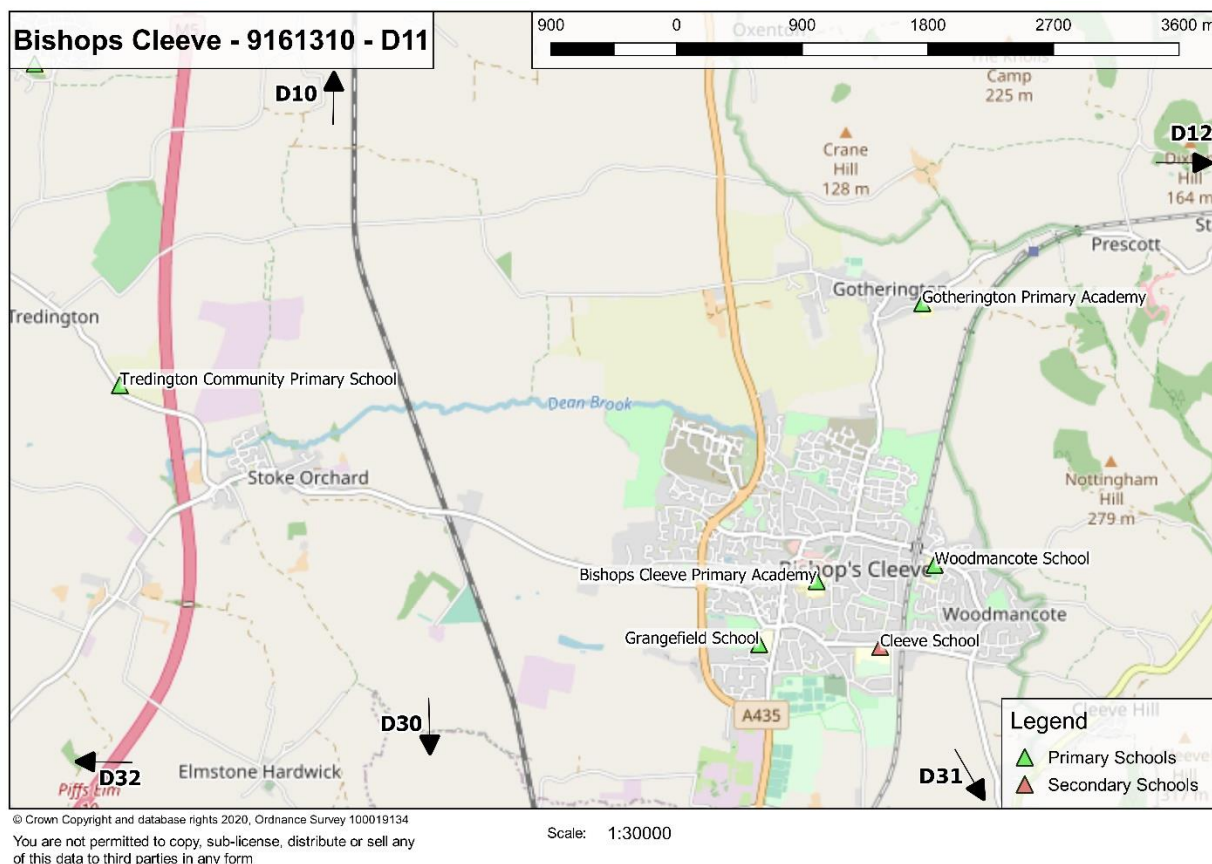 Bishops Cleeve - 9161310 - D11
900 0 900 1800 2700 3600 m
M5
Oxenton
Camp
225 m
D10
D12
Crane
Hill
128 m
Hill
164 m
Prescott
Gotherington
Gotherington Primary Academy
Tredington
Tredington Community Primary School
Dean Brook
Stoke Orchard
Nottingham
Hill
279 m
Woodmancote School
Bishops Cleeve Primary Academy
Bishop's Cleeve
Woodmancote
Grangefield School
Cleeve School
A435
D30
D31
D32
Elmstone Hardwick
Piffs Elm
Cleeve Hill
Legend
Primary Schools
Secondary Schools
© Crown Copyright and database rights 2020, Ordnance Survey 100019134
You are not permitted to copy, sub-license, distribute or sell any
of this data to third parties in any form
Scale: 1:30000